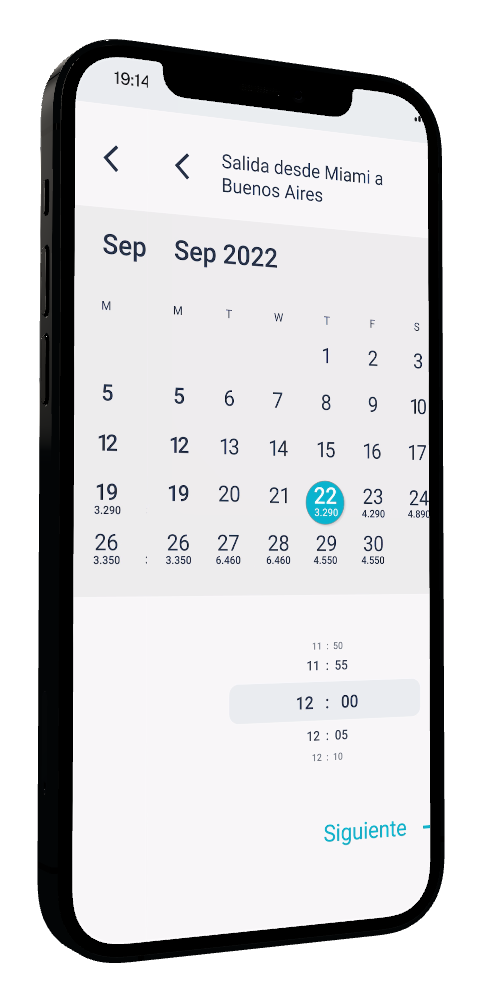 19:14
Salida desde Miami a
Buenos Aires
Sep Sep 2022
M M T W T F S
1 2 3
5 5 6 7 8 9 10
12 12 13 14 15 16 17
19 19 20 21 22 23 24
3.290 3.290 4.290 4.890
26 : 26 27 28 29 30
3.350 3.350 6.460 6.460 4.550 4.550
11 : 50
11 : 55
12 : 00
12 : 05
12 : 10
Siguiente